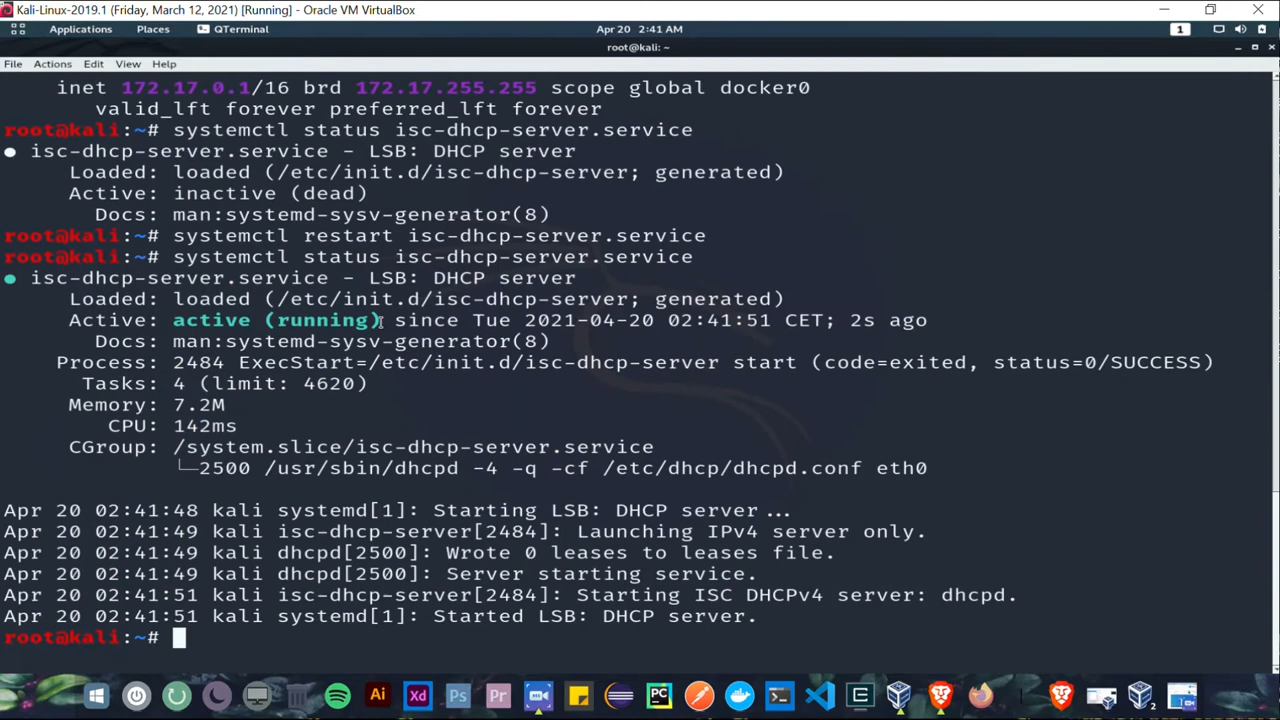 Kali-Linux-2019.1 (Friday, March 12, 2021) [Running] - Oracle VM VirtualBox
Applications Places QTerminal Apr 20 2:41 AM 1
root@kali: ~
File Actions Edit View Help
inet 172.17.0.1/16 brd 172.17.255.255 scope global docker0
valid_lft forever preferred_lft forever
root@kali:~# systemctl status isc-dhcp-server.service
● isc-dhcp-server.service - LSB: DHCP server
Loaded: loaded (/etc/init.d/isc-dhcp-server; generated)
Active: inactive (dead)
Docs: man:systemd-sysv-generator(8)
root@kali:~# systemctl restart isc-dhcp-server.service
root@kali:~# systemctl status isc-dhcp-server.service
● isc-dhcp-server.service - LSB: DHCP server
Loaded: loaded (/etc/init.d/isc-dhcp-server; generated)
Active: active (running) since Tue 2021-04-20 02:41:51 CET; 2s ago
Docs: man:systemd-sysv-generator(8)
Process: 2484 ExecStart=/etc/init.d/isc-dhcp-server start (code=exited, status=0/SUCCESS)
Tasks: 4 (limit: 4620)
Memory: 7.2M
CPU: 142ms
CGroup: /system.slice/isc-dhcp-server.service
└─2500 /usr/sbin/dhcpd -4 -q -cf /etc/dhcp/dhcpd.conf eth0
Apr 20 02:41:48 kali systemd[1]: Starting LSB: DHCP server...
Apr 20 02:41:49 kali isc-dhcp-server[2484]: Launching IPv4 server only.
Apr 20 02:41:49 kali dhcpd[2500]: Wrote 0 leases to leases file.
Apr 20 02:41:49 kali dhcpd[2500]: Server starting service.
Apr 20 02:41:51 kali isc-dhcp-server[2484]: Starting ISC DHCPv4 server: dhcpd.
Apr 20 02:41:51 kali systemd[1]: Started LSB: DHCP server.
root@kali:~#
Ai Xd Ps Pr PC